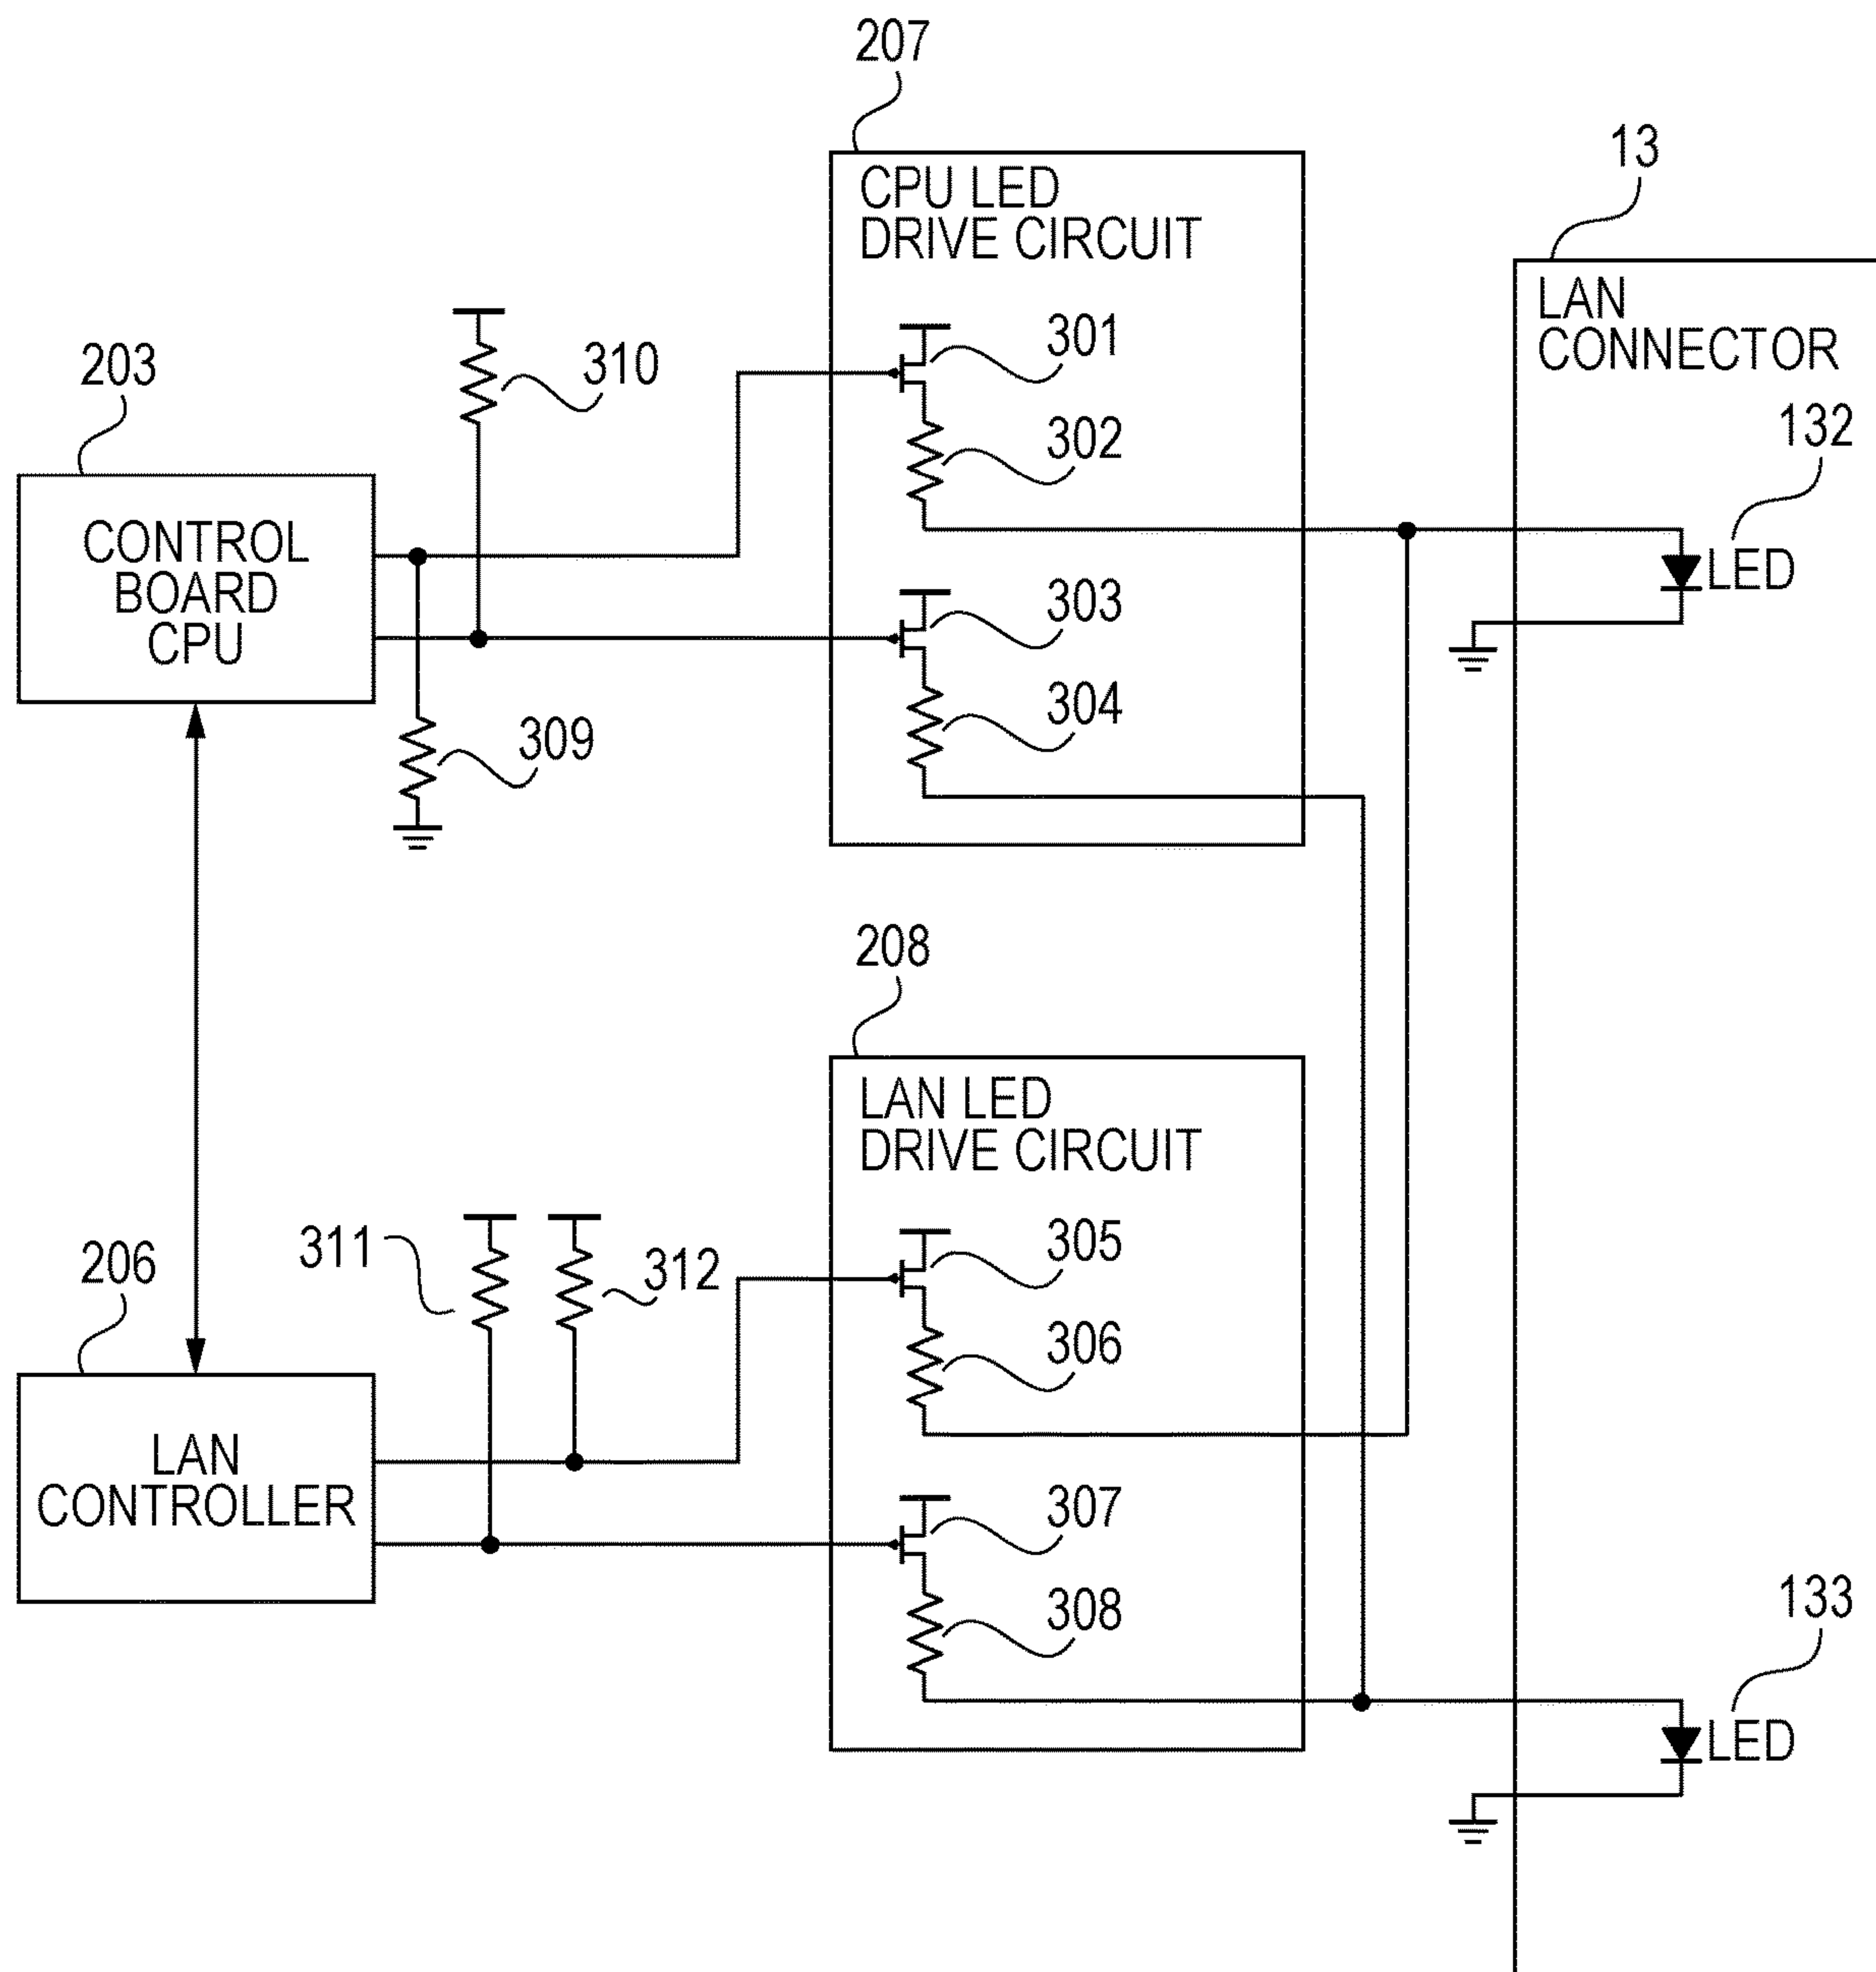 207
CPU LED
DRIVE CIRCUIT
13
LAN
CONNECTOR
301
302
303
304
203
310
CONTROL
BOARD
CPU
309
132
LED
208
LAN LED
DRIVE CIRCUIT
305
306
307
308
206
311
312
LAN
CONTROLLER
133
LED